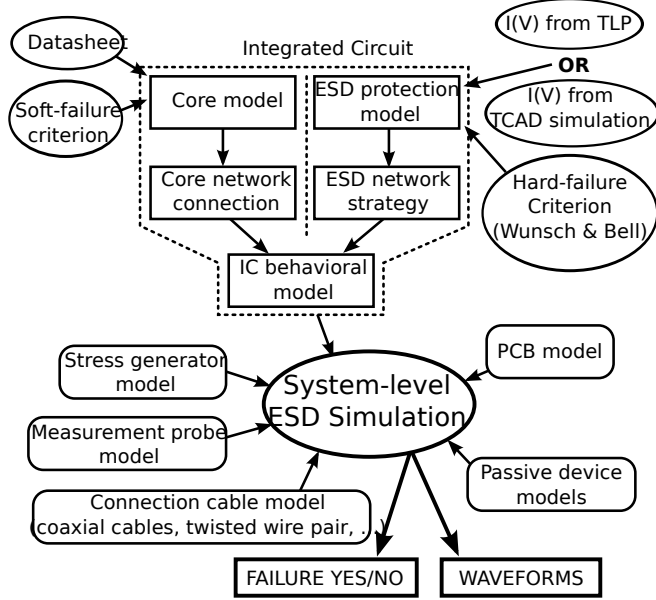 Datasheet
Soft-failure
criterion
Integrated Circuit
Core model
ESD protection
model
I(V) from TLP
OR
I(V) from
TCAD simulation
Hard-failure
Criterion
(Wunsch & Bell)
Core network
connection
ESD network
strategy
IC behavioral
model
Stress generator
model
PCB model
System-level
ESD Simulation
Measurement probe
model
Passive device
models
Connection cable model
(coaxial cables, twisted wire pair, ...)
FAILURE YES/NO
WAVEFORMS